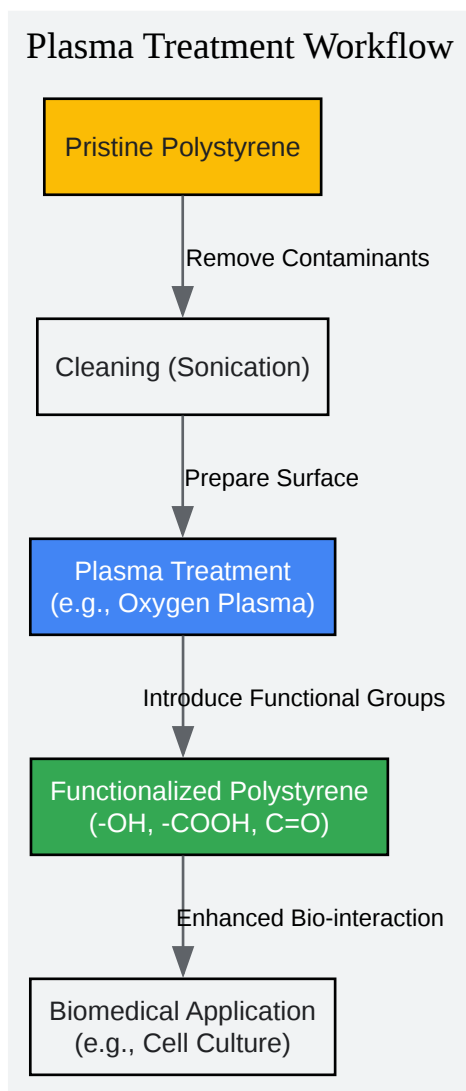 Plasma Treatment Workflow
Pristine Polystyrene
Remove Contaminants
Cleaning (Sonication)
Prepare Surface
Plasma Treatment
(e.g., Oxygen Plasma)
Introduce Functional Groups
Functionalized Polystyrene
(-OH, -COOH, C=O)
Enhanced Bio-interaction
Biomedical Application
(e.g., Cell Culture)